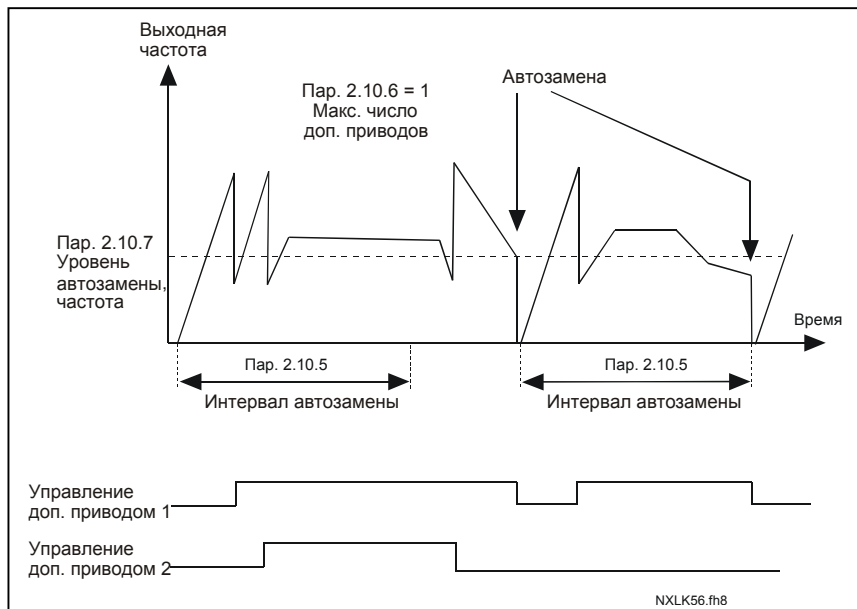 Выходная
частота
Пар. 2.10.6 = 1
Макс. число
доп. приводов
Автозамена
Пар. 2.10.7
Уровень
автозамены,
частота
Время
Пар. 2.10.5
Интервал автозамены
Пар. 2.10.5
Интервал автозамены
Управление
доп. приводом 1
Управление
доп. приводом 2
NXLK56.fh8